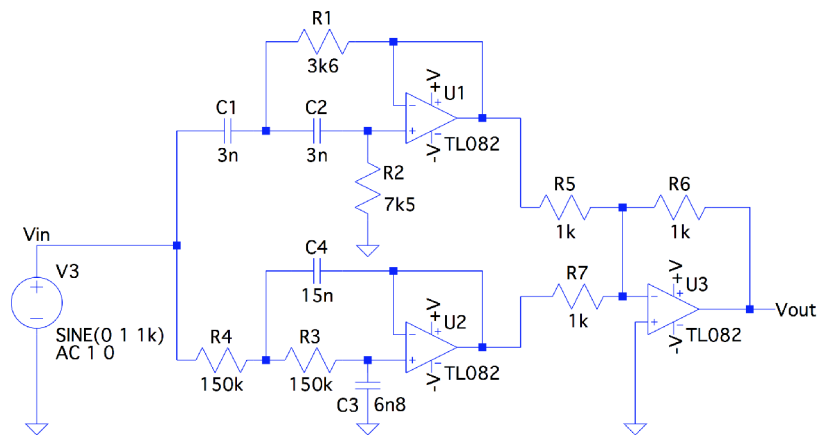 R1
3k6
+V
U1
C1
C2
3n
3n
-V
TL082
R2
7k5
R5
R6
1k
1k
Vin
V3
C4
15n
R7
1k
+V
U3
+V
U2
Vout
SINE(0 1 1k)
AC 1 0
R4
R3
150k
150k
-V
TL082
-V
TL082
C3
6n8